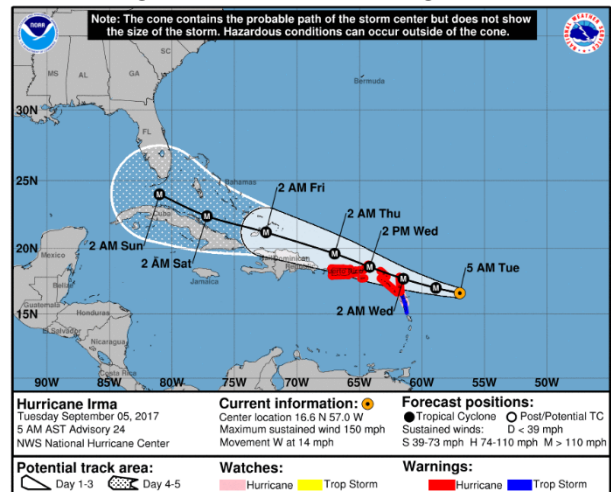 Note: The cone contains the probable path of the storm center but does not show
the size of the storm. Hazardous conditions can occur outside of the cone.
NOAA
MS
AL
GA
SC
Bermuda
30N
FL
25N
Bahamas
2 AM Fri
2 AM Thu
2 PM Wed
Cuba
2 AM Sun
20N
5 AM Tue
Mexico
2 AM Sat
Dominican
Republic
Jamaica
Belize
2 AM Wed
Guatemala
Honduras
15N
El Salvador
Nicaragua
Costa Rica
90W 85W 80W 75W 70W 65W 60W 55W 50W
M M M M M M M
Hurricane Irma
Tuesday September 05, 2017
5 AM AST Advisory 24
NWS National Hurricane Center
Current information:
Center location 16.6 N 57.0 W
Maximum sustained wind 150 mph
Movement W at 14 mph
Forecast positions:
Tropical Cyclone Post/Potential TC
Sustained winds: D < 39 mph
S 39-73 mph H 74-110 mph M > 110 mph
Potential track area:
Day 1-3 Day 4-5
Watches:
Hurricane Trop Storm
Warnings:
Hurricane Trop Storm